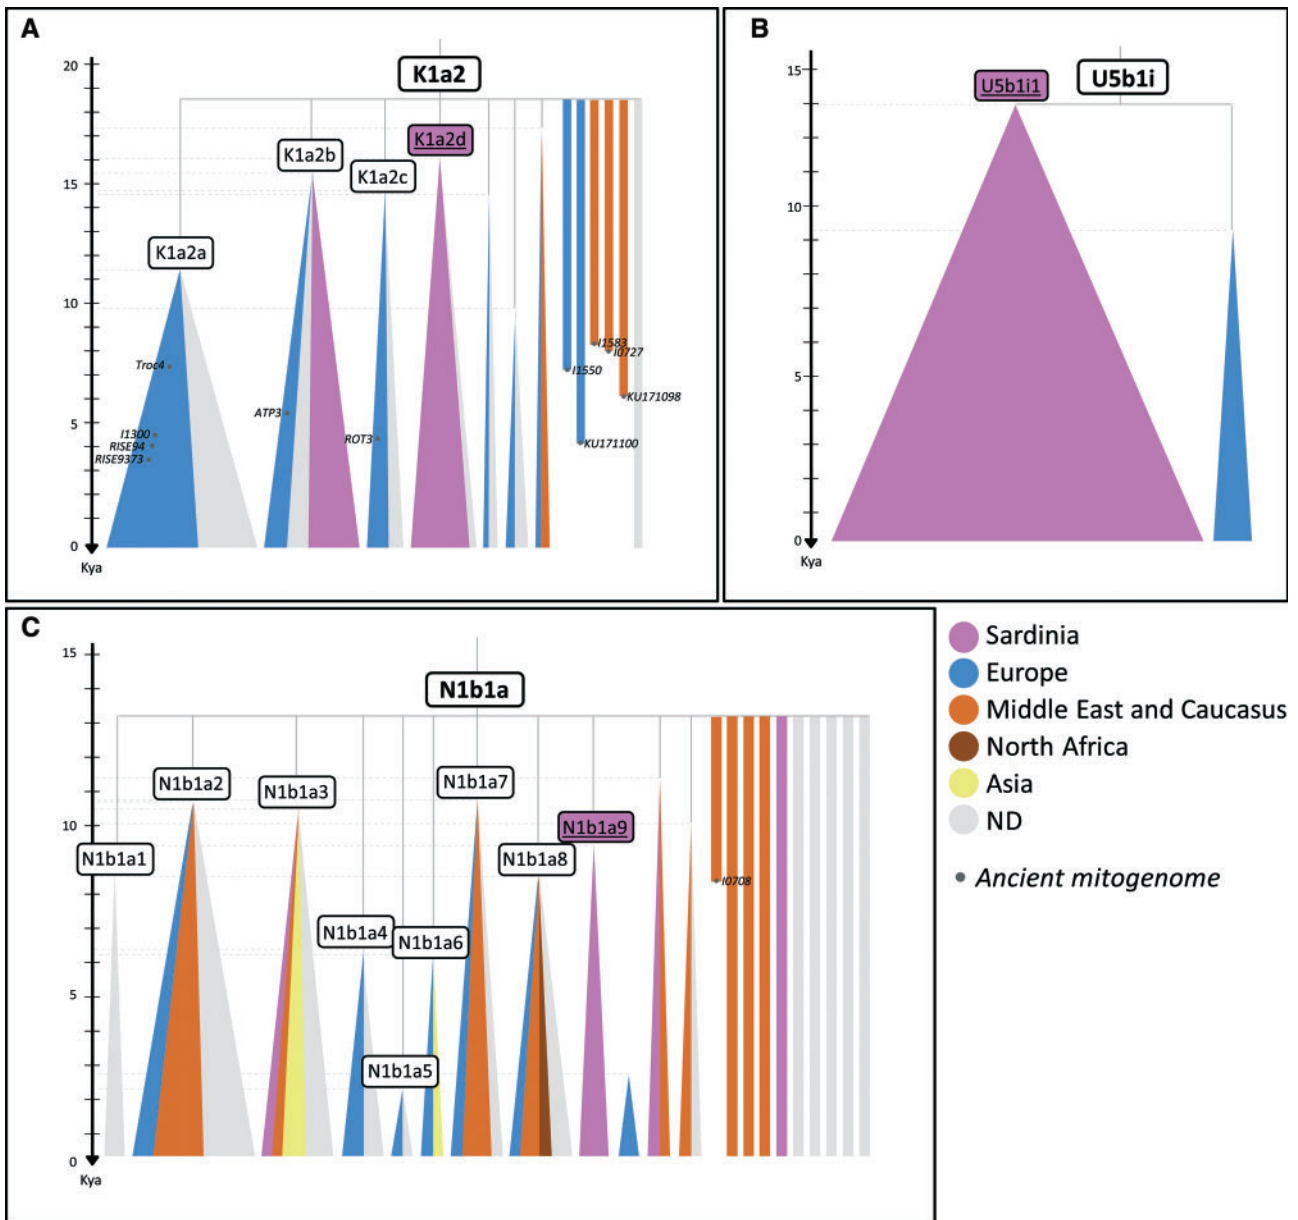 A
20
15
10
5
0
Kya
K1a2
K1a2a
K1a2b
K1a2c
K1a2d
Troc4
I1300
RISE94
RISE9373
ATP3
ROT3
I1583
I0727
I1550
KU171098
KU171100
B
15
10
5
0
Kya
U5b1i1
U5b1i
C
15
10
5
0
Kya
N1b1a
N1b1a1
N1b1a2
N1b1a3
N1b1a4
N1b1a5
N1b1a6
N1b1a7
N1b1a8
N1b1a9
I0708
Sardinia
Europe
Middle East and Caucasus
North Africa
Asia
ND
Ancient mitogenome